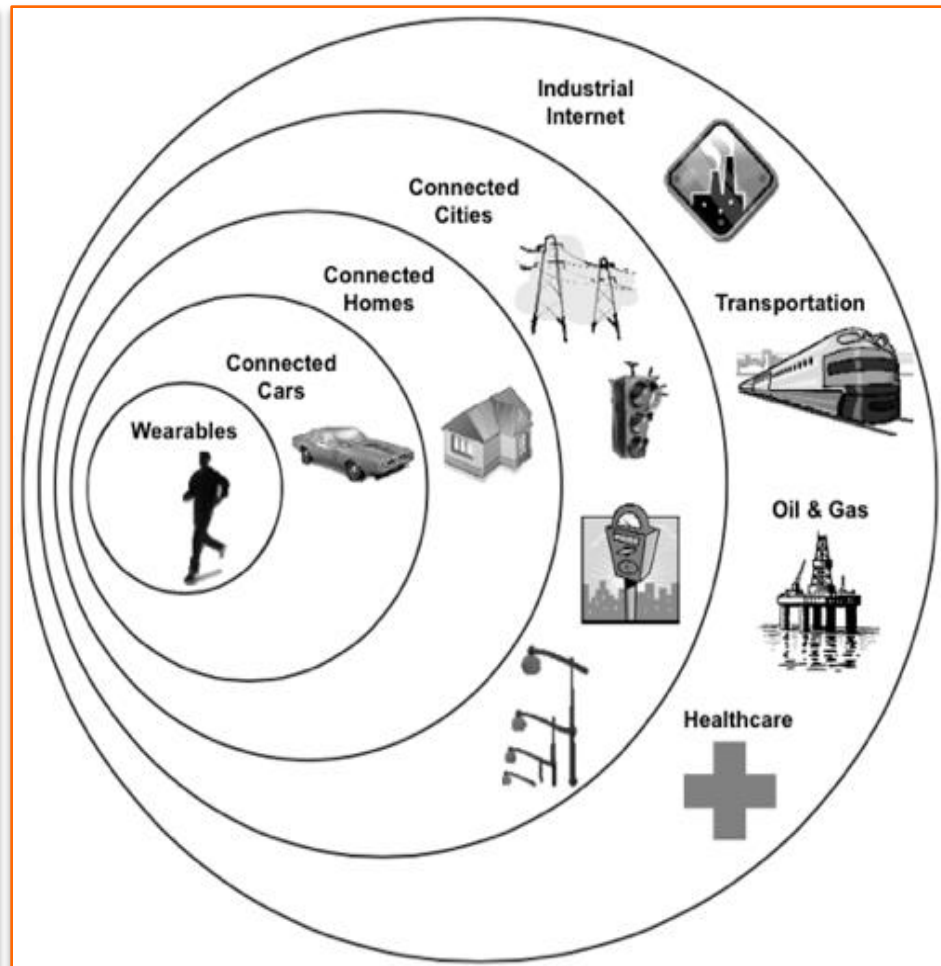 Industrial
Internet
Connected
Cities
Connected
Homes
Transportation
Connected
Cars
Wearables
Oil & Gas
Healthcare